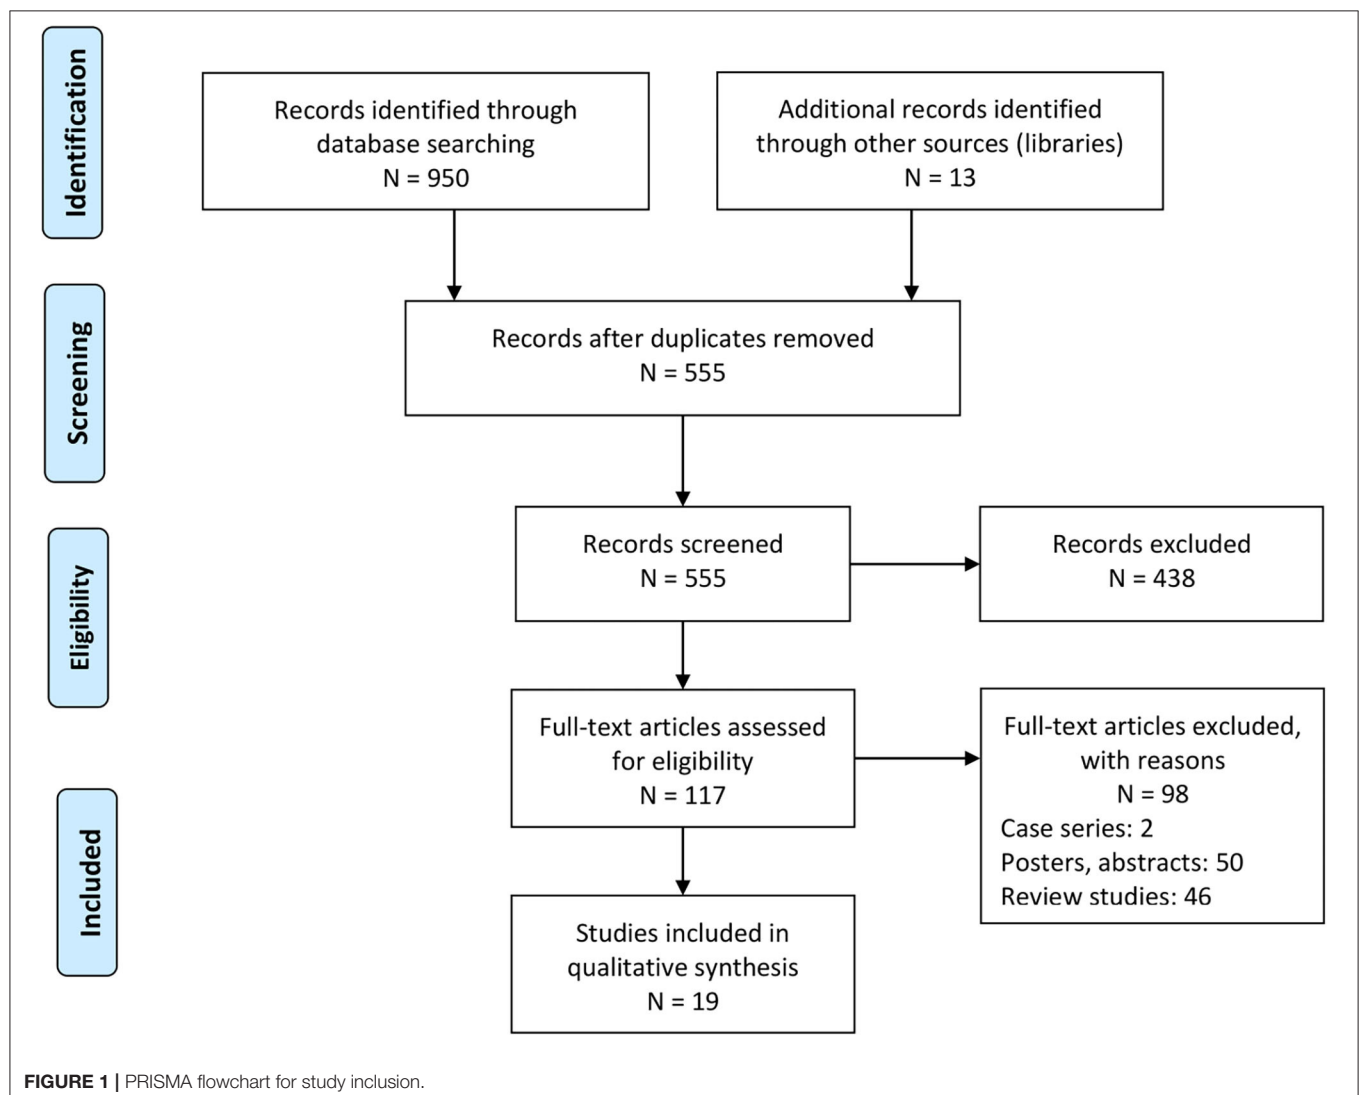 Identification
Records identified through
database searching
N = 950
Additional records identified
through other sources (libraries)
N = 13
Screening
Records after duplicates removed
N = 555
Eligibility
Records screened
N = 555
Records excluded
N = 438
Full-text articles assessed
for eligibility
N = 117
Full-text articles excluded,
with reasons
N = 98
Case series: 2
Posters, abstracts: 50
Review studies: 46
Included
Studies included in
qualitative synthesis
N = 19
FIGURE 1 | PRISMA flowchart for study inclusion.